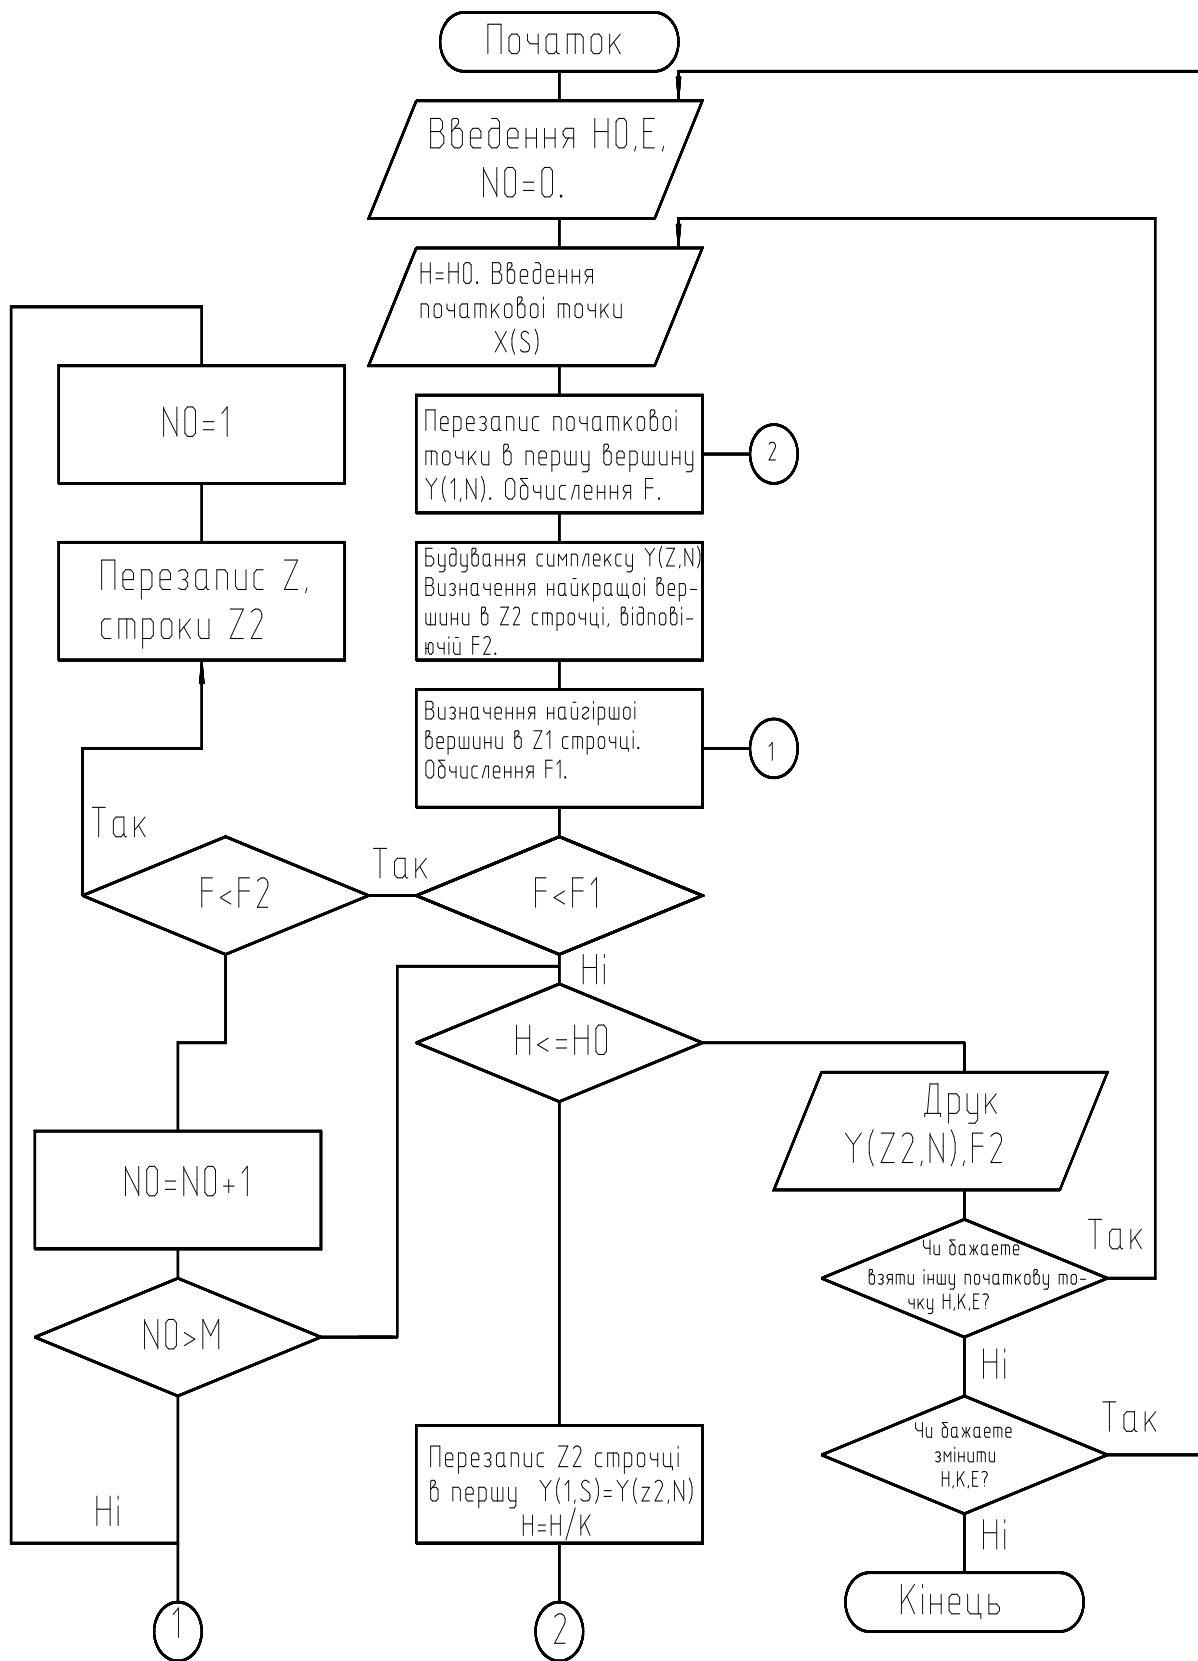 Початок
Введення H0,E,
N0=0.
H=H0. Введення
початкової точки
X(S)
N0=1
Перезапис початкової
точки в першу вершину
Y(1,N). Обчислення F.
2
Перезапис Z,
строки Z2
Будування симплексу Y(Z,N)
Визначення найкращої вер-
шини в Z2 строчці, відпові-
ючій F2.
Визначення найгіршої
вершини в Z1 строчці.
Обчислення F1.
1
Так
F<F2
Так
F<F1
Ні
H<=H0
Друк
Y(Z2,N),F2
N0=N0+1
Чи бажаете
взяти іншу початкову то-
чку H,K,E?
Так
N0>M
Ні
Чи бажаете
змінити
H,K,E?
Так
Перезапис Z2 строчці
в першу Y(1,S)=Y(z2,N)
H=H/K
Ні
Ні
Кінець
1
2